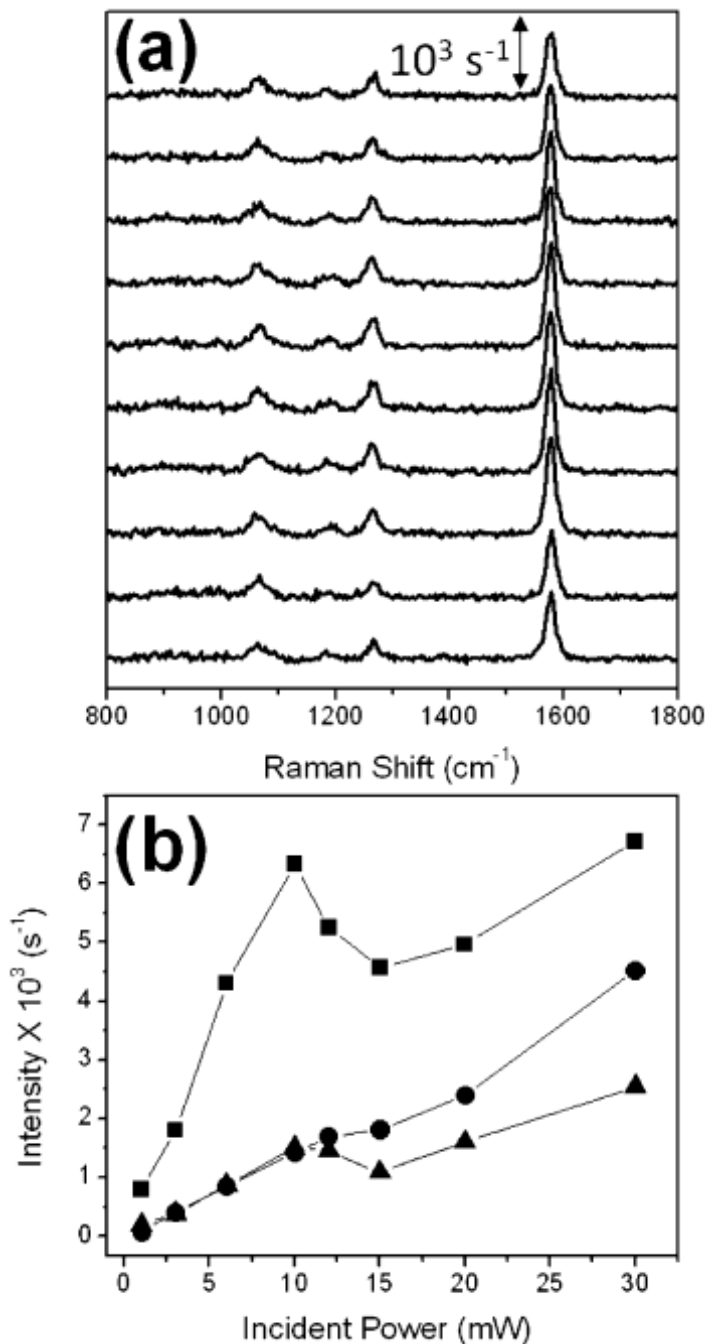 (a)
10³ s⁻¹
800 1000 1200 1400 1600 1800
Raman Shift (cm⁻¹)
(b)
7
6
5
4
3
2
1
0
Intensity X 10³ (s⁻¹)
0 5 10 15 20 25 30
Incident Power (mW)